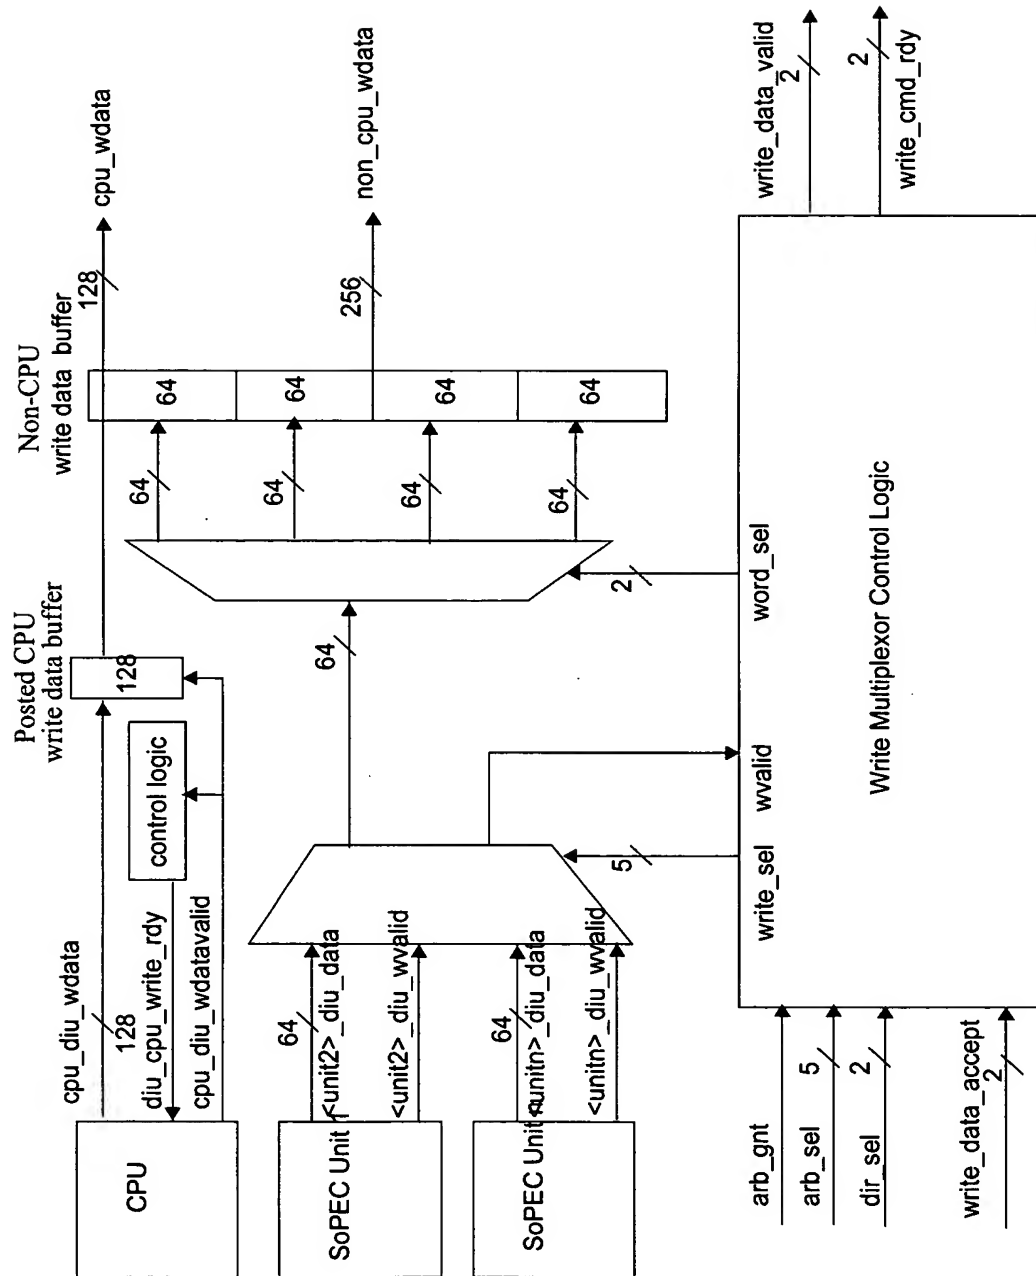 cpu_wdata
non_cpu_wdata
write_data_valid
2
2
write_cmd_rdy
128
256
Non-CPU
write data buffer
64
64
64
64
64
64
64
64
Posted CPU
write data buffer
128
64
2
word_sel
control logic
wvalid
5
write_sel
Write Multiplexor Control Logic
cpu_diu_wdata
128
diu_cpu_write_rdy
cpu_diu_wdatavalid
64
<unit2>_diu_data
<unit2>_diu_wvalid
64
<unitn>_diu_data
<unitn>_diu_wvalid
CPU
SoPEC Unit 1
SoPEC Unit
arb_gnt
arb_sel
5
dir_sel
2
write_data_accept
2